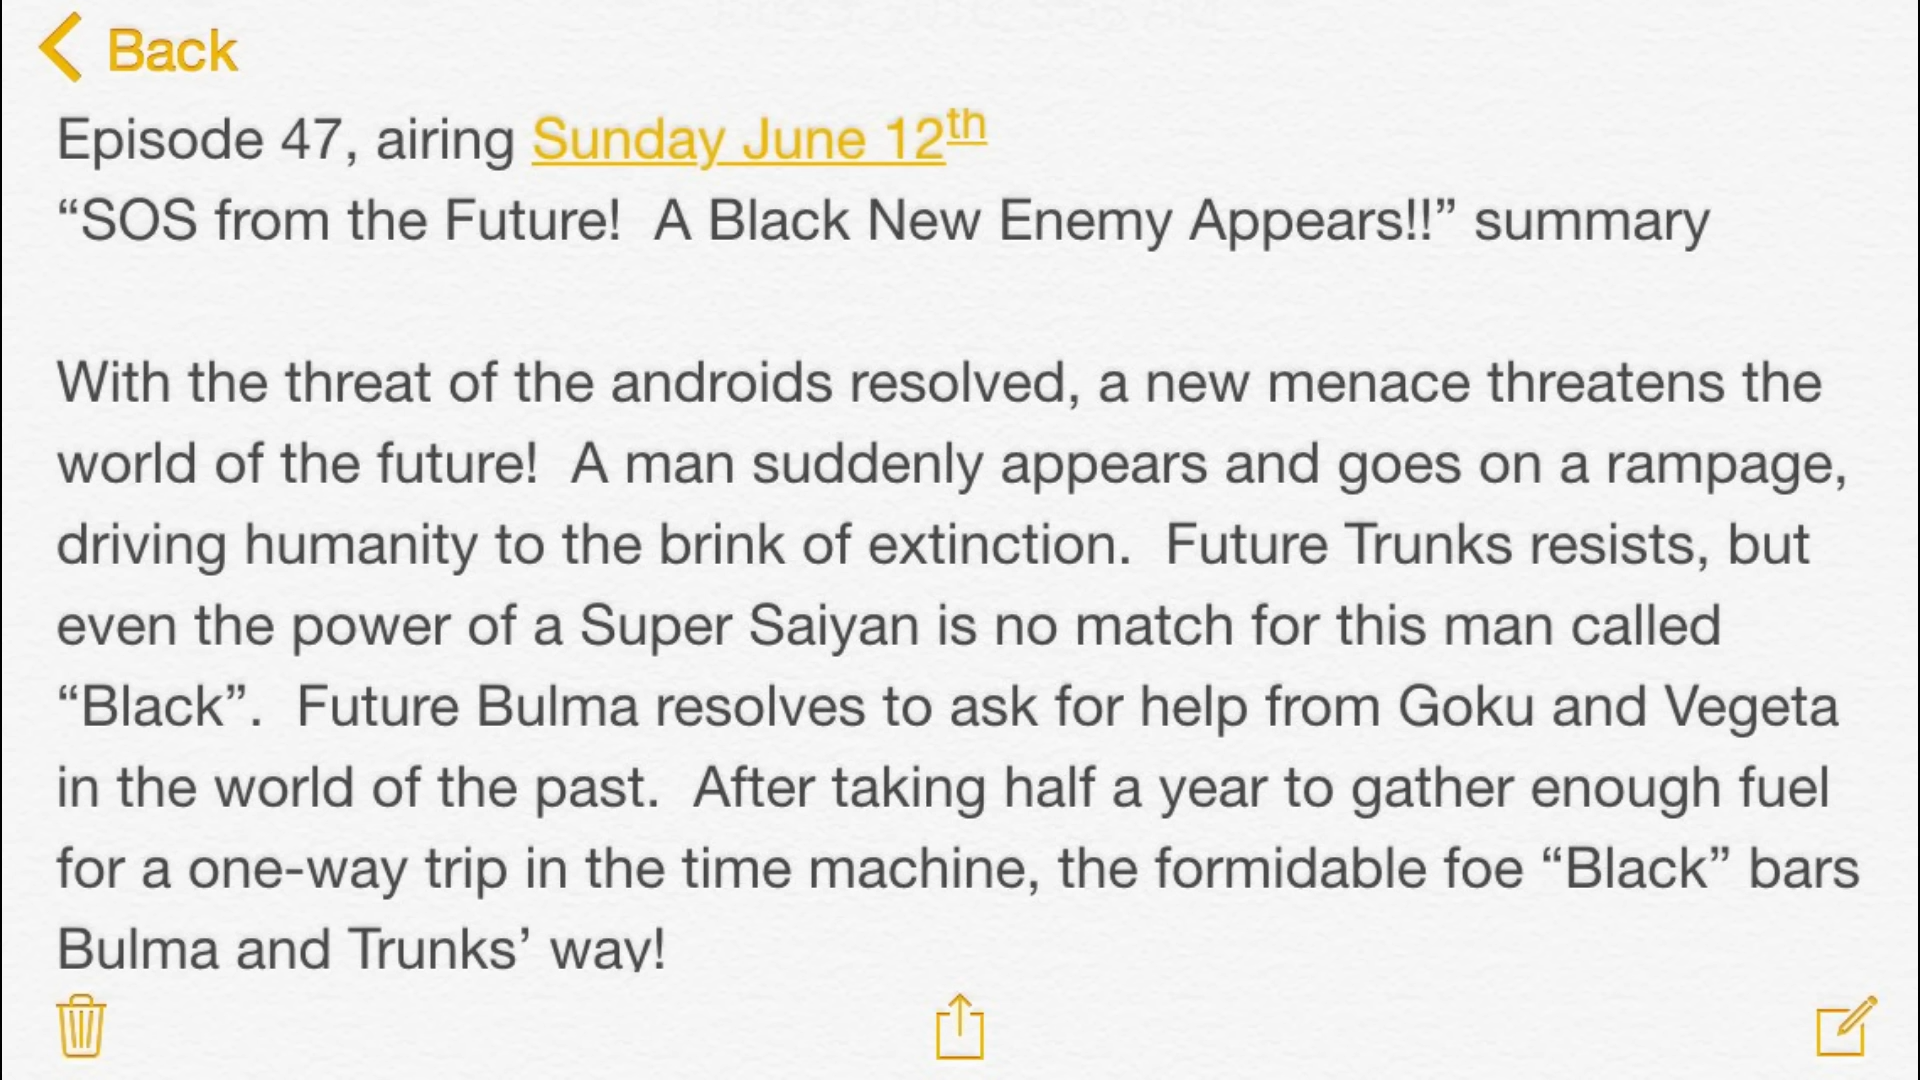 Back
Episode 47, airing Sunday June 12th
“SOS from the Future!  A Black New Enemy Appears!!” summary
With the threat of the androids resolved, a new menace threatens the
world of the future!  A man suddenly appears and goes on a rampage,
driving humanity to the brink of extinction.  Future Trunks resists, but
even the power of a Super Saiyan is no match for this man called
“Black”.  Future Bulma resolves to ask for help from Goku and Vegeta
in the world of the past.  After taking half a year to gather enough fuel
for a one-way trip in the time machine, the formidable foe “Black” bars
Bulma and Trunks’ way!